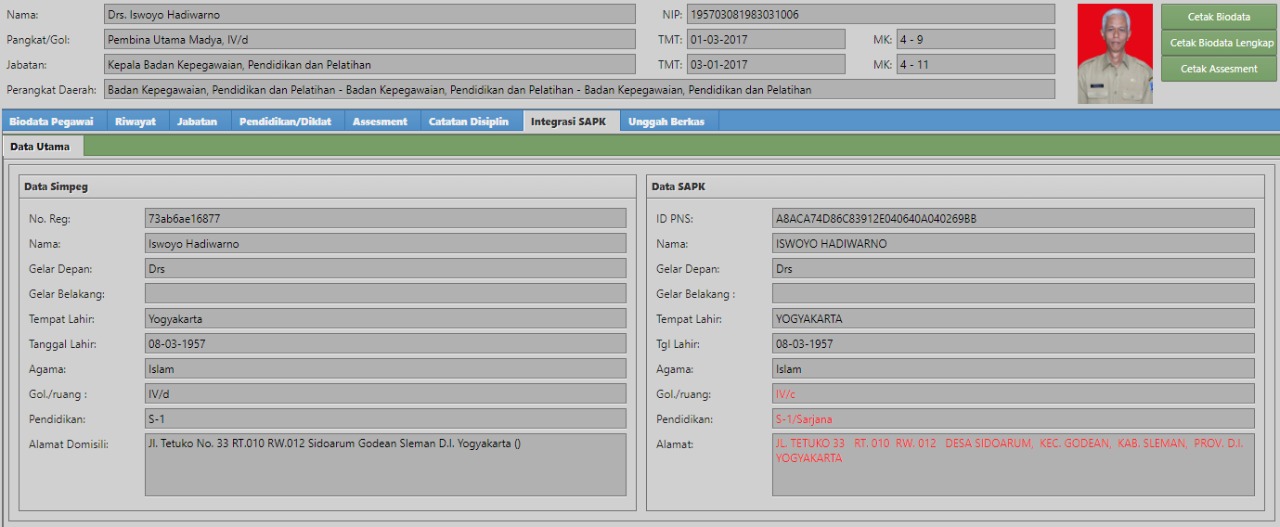 Nama: Drs. Iswoyo Hadiwarno NIP: 195703081983031006 Cetak Biodata
Pangkat/Gol: Pembina Utama Madya, IV/d TMT: 01-03-2017 MK: 4 - 9 Cetak Biodata Lengkap
Jabatan: Kepala Badan Kepegawaian, Pendidikan dan Pelatihan TMT: 03-01-2017 MK: 4 - 11 Cetak Assesment
Perangkat Daerah: Badan Kepegawaian, Pendidikan dan Pelatihan - Badan Kepegawaian, Pendidikan dan Pelatihan - Badan Kepegawaian, Pendidikan dan Pelatihan
Biodata Pegawai Riwayat Jabatan Pendidikan/Diklat Assesment Catatan Disiplin Integrasi SAPK Unggah Berkas
Data Utama
Data Simpeg
No. Reg: 73ab6ae16877
Nama: Iswoyo Hadiwarno
Gelar Depan: Drs
Gelar Belakang:
Tempat Lahir: Yogyakarta
Tanggal Lahir: 08-03-1957
Agama: Islam
Gol./ruang : IV/d
Pendidikan: S-1
Alamat Domisili: Jl. Tetuko No. 33 RT.010 RW.012 Sidoarum Godean Sleman D.I. Yogyakarta ()
Data SAPK
ID PNS: A8ACA74D86C83912E040640A040269BB
Nama: ISWOYO HADIWARNO
Gelar Depan: Drs
Gelar Belakang :
Tempat Lahir: YOGYAKARTA
Tgl Lahir: 08-03-1957
Agama: Islam
Gol./ruang: IV/c
Pendidikan: S-1/Sarjana
Alamat: JL. TETUKO 33 RT. 010 RW. 012 DESA SIDOARUM, KEC. GODEAN, KAB. SLEMAN, PROV. D.I.
YOGYAKARTA